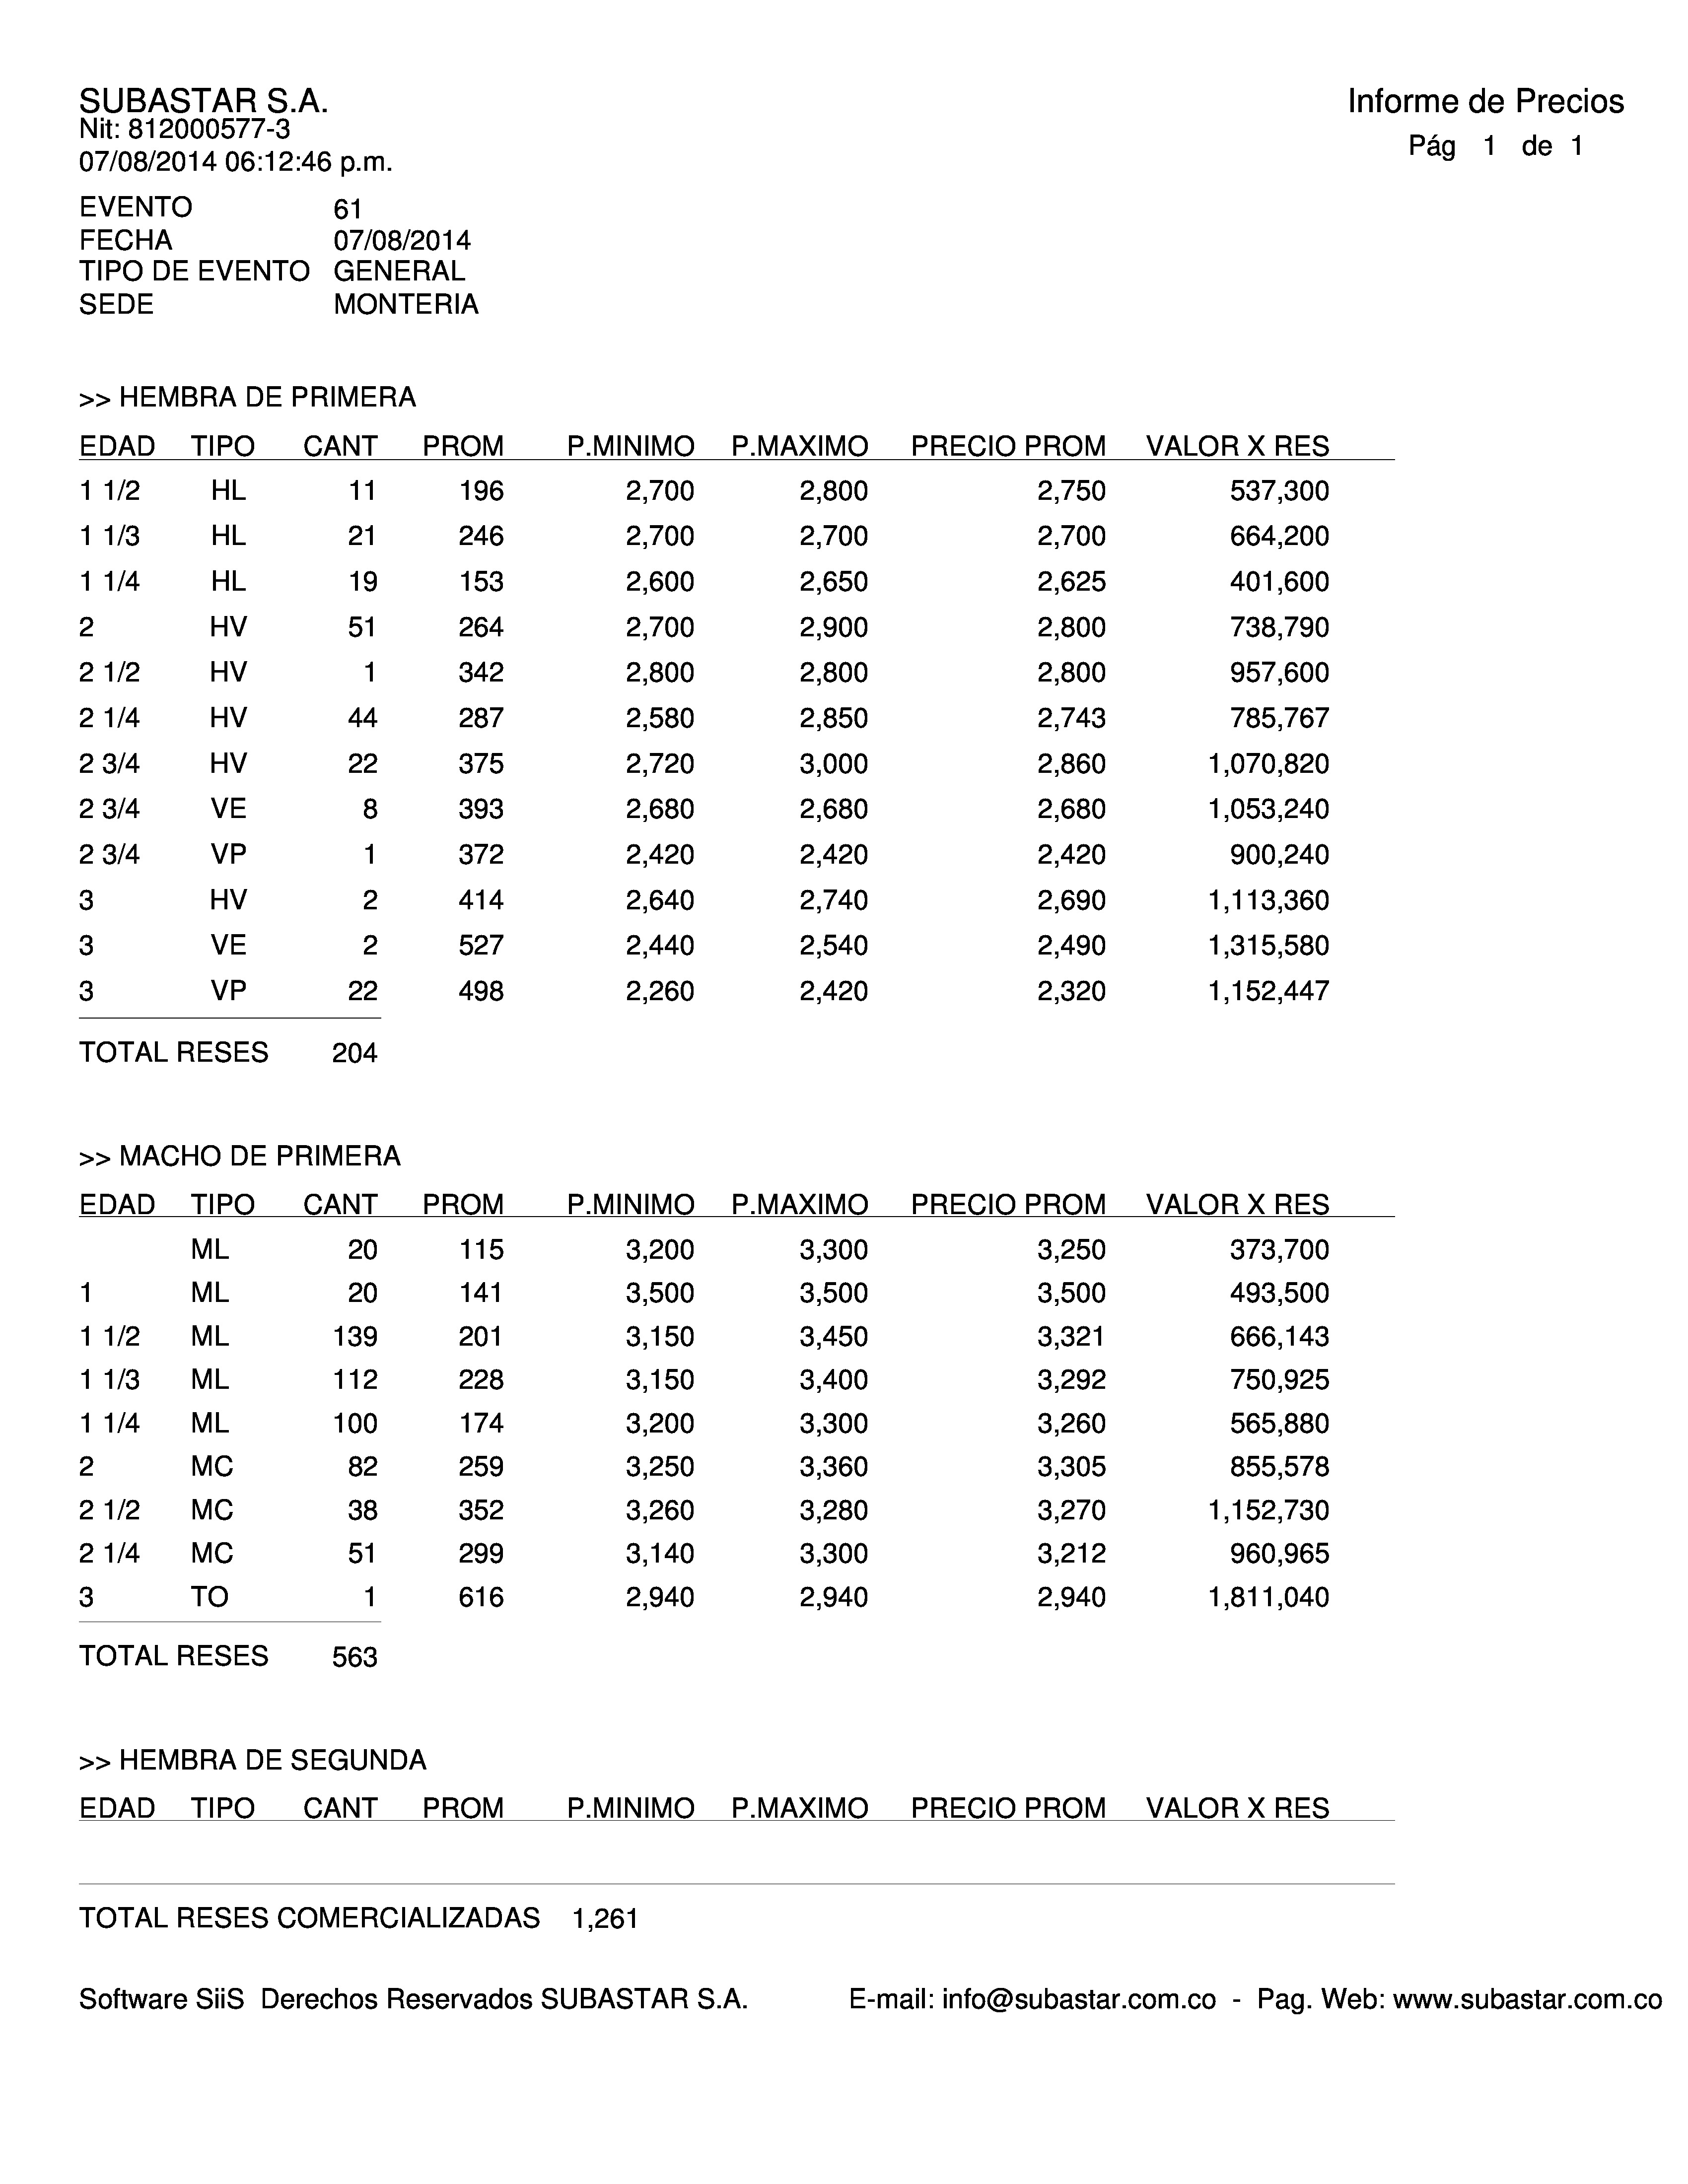 SUBASTAR S.A.
Informe de Precios
Nit: 812000577-3
Pág 1 de 1
07/08/2014 06:12:46 p.m.
EVENTO 61
FECHA 07/08/2014
TIPO DE EVENTO GENERAL
SEDE MONTERIA
>> HEMBRA DE PRIMERA
EDAD TIPO CANT PROM P.MINIMO P.MAXIMO PRECIO PROM VALOR X RES
1 1/2 HL 11 196 2,700 2,800 2,750 537,300
1 1/3 HL 21 246 2,700 2,700 2,700 664,200
1 1/4 HL 19 153 2,600 2,650 2,625 401,600
2 HV 51 264 2,700 2,900 2,800 738,790
2 1/2 HV 1 342 2,800 2,800 2,800 957,600
2 1/4 HV 44 287 2,580 2,850 2,743 785,767
2 3/4 HV 22 375 2,720 3,000 2,860 1,070,820
2 3/4 VE 8 393 2,680 2,680 2,680 1,053,240
2 3/4 VP 1 372 2,420 2,420 2,420 900,240
3 HV 2 414 2,640 2,740 2,690 1,113,360
3 VE 2 527 2,440 2,540 2,490 1,315,580
3 VP 22 498 2,260 2,420 2,320 1,152,447
TOTAL RESES 204
>> MACHO DE PRIMERA
EDAD TIPO CANT PROM P.MINIMO P.MAXIMO PRECIO PROM VALOR X RES
ML 20 115 3,200 3,300 3,250 373,700
1 ML 20 141 3,500 3,500 3,500 493,500
1 1/2 ML 139 201 3,150 3,450 3,321 666,143
1 1/3 ML 112 228 3,150 3,400 3,292 750,925
1 1/4 ML 100 174 3,200 3,300 3,260 565,880
2 MC 82 259 3,250 3,360 3,305 855,578
2 1/2 MC 38 352 3,260 3,280 3,270 1,152,730
2 1/4 MC 51 299 3,140 3,300 3,212 960,965
3 TO 1 616 2,940 2,940 2,940 1,811,040
TOTAL RESES 563
>> HEMBRA DE SEGUNDA
EDAD TIPO CANT PROM P.MINIMO P.MAXIMO PRECIO PROM VALOR X RES
TOTAL RESES COMERCIALIZADAS 1,261
Software SiiS Derechos Reservados SUBASTAR S.A. E-mail: info@subastar.com.co - Pag. Web: www.subastar.com.co